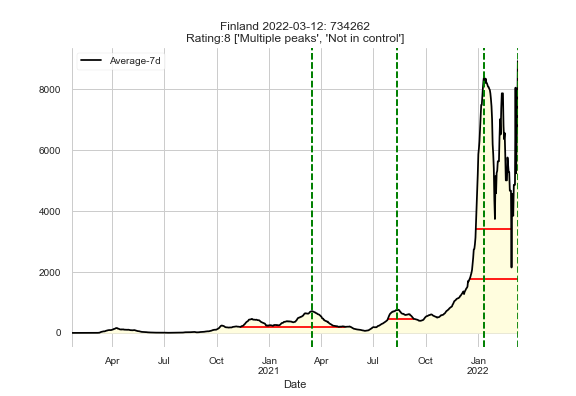 Finland 2022-03-12: 734262
Rating:8 ['Multiple peaks', 'Not in control']
Average-7d
8000
6000
4000
2000
0
Apr Jul Oct Jan Apr Jul Oct Jan
2021 2022
Date